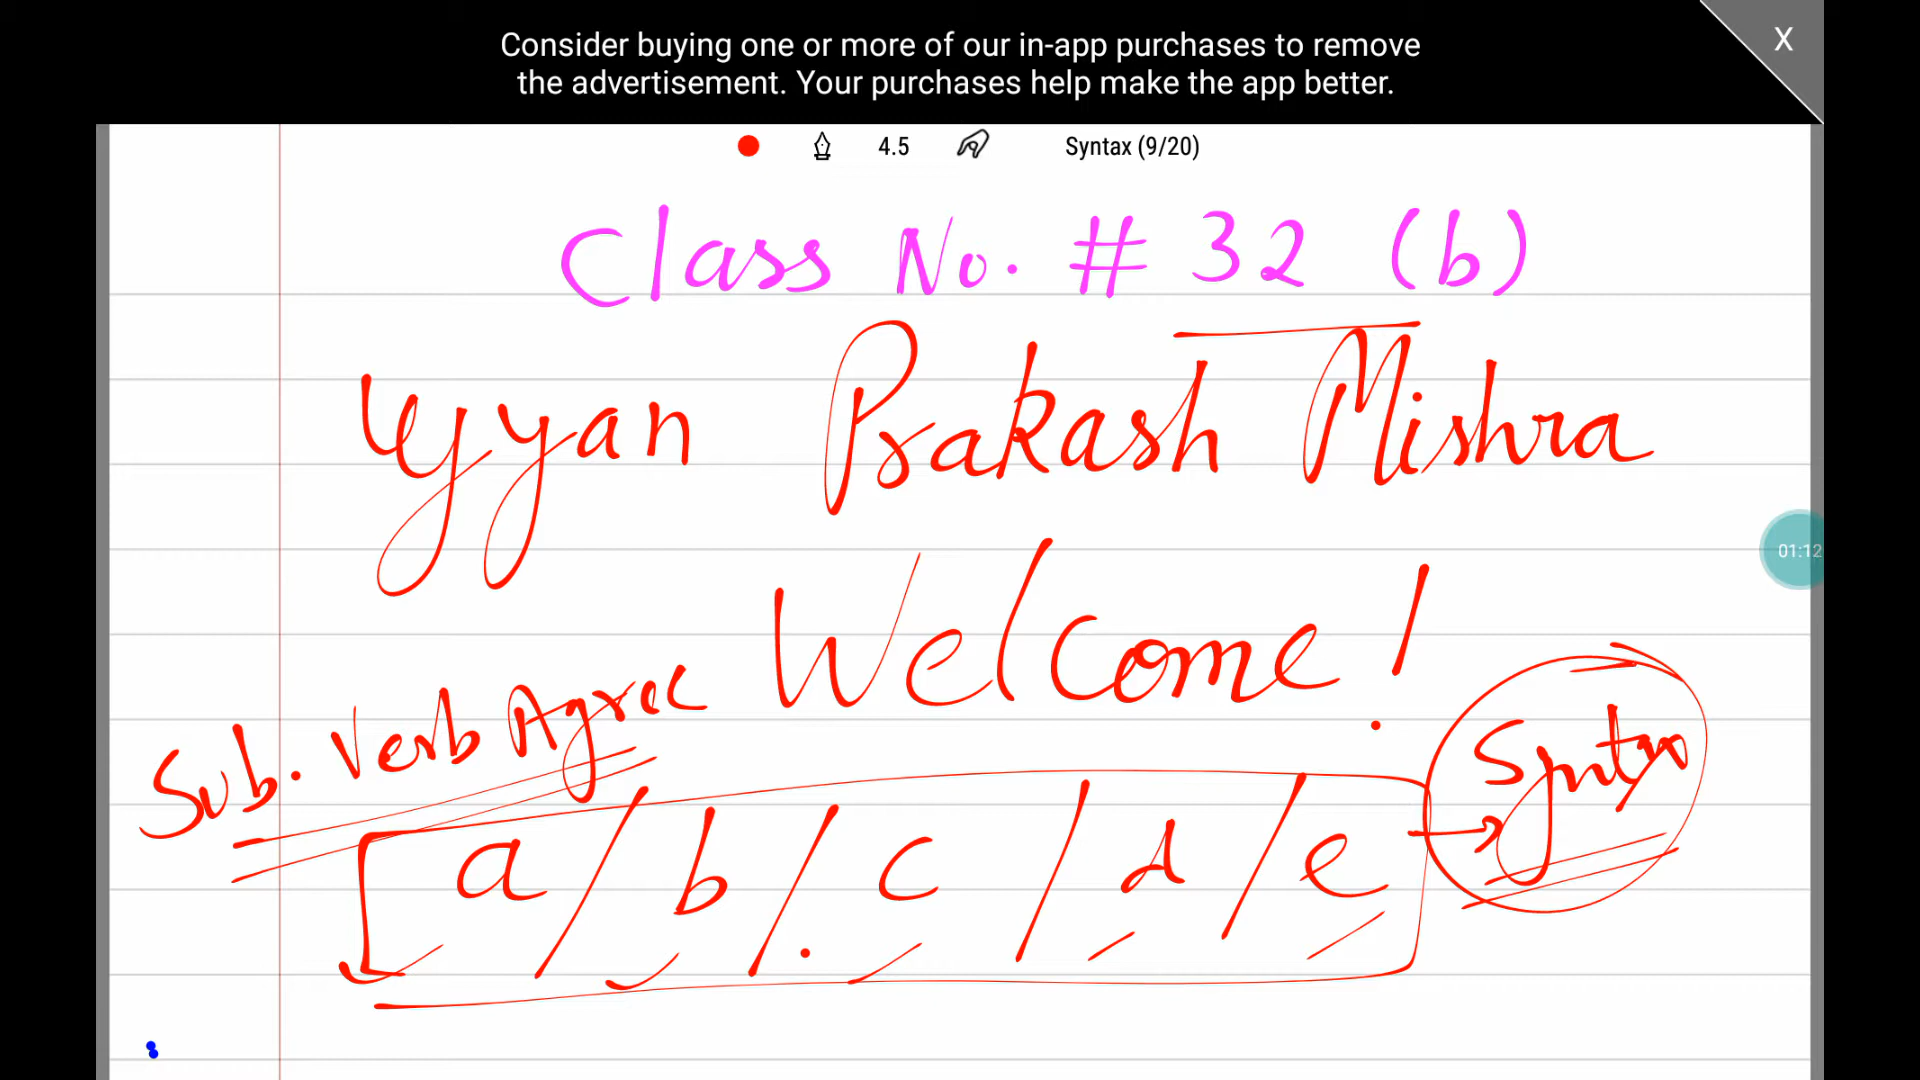 Consider buying one or more of our in-app purchases to remove
the advertisement. Your purchases help make the app better.
X
4.5 Syntax (9/20)
Class No. # 32 (b)
Gyan Prakash Mishra
01:12
Welcome!
Sub. Verb Agree
Syntax
a/b/c/d/e